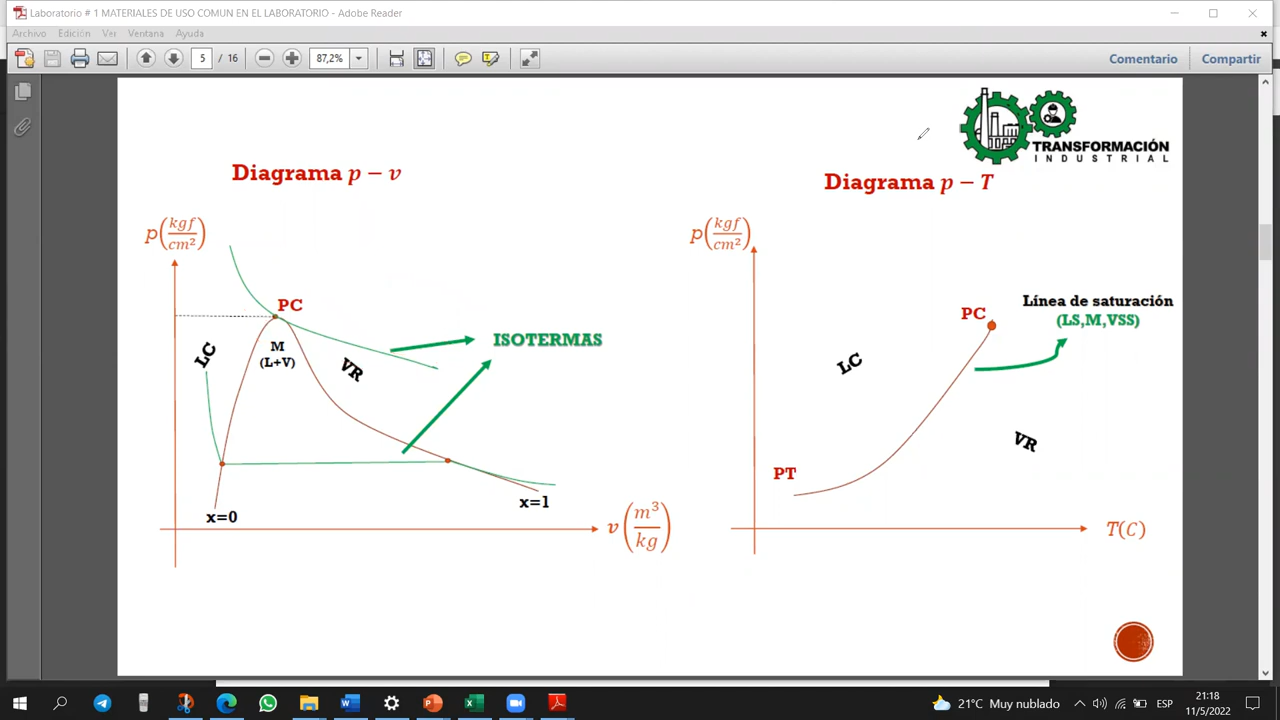 Laboratorio # 1 MATERIALES DE USO COMUN EN EL LABORATORIO - Adobe Reader
Archivo Edición Ver Ventana Ayuda
5 / 16
87,2%
Comentario Compartir
TRANSFORMACIÓN
INDUSTRIAL
Diagrama p − v
p(kgf/cm²)
PC
LC
M
(L+V)
VR
ISOTERMAS
x=0
x=1
v(m³/kg)
Diagrama p − T
p(kgf/cm²)
PC
Línea de saturación
(LS,M,VSS)
LC
VR
PT
T(C)
21°C Muy nublado
ESP
21:18
11/5/2022